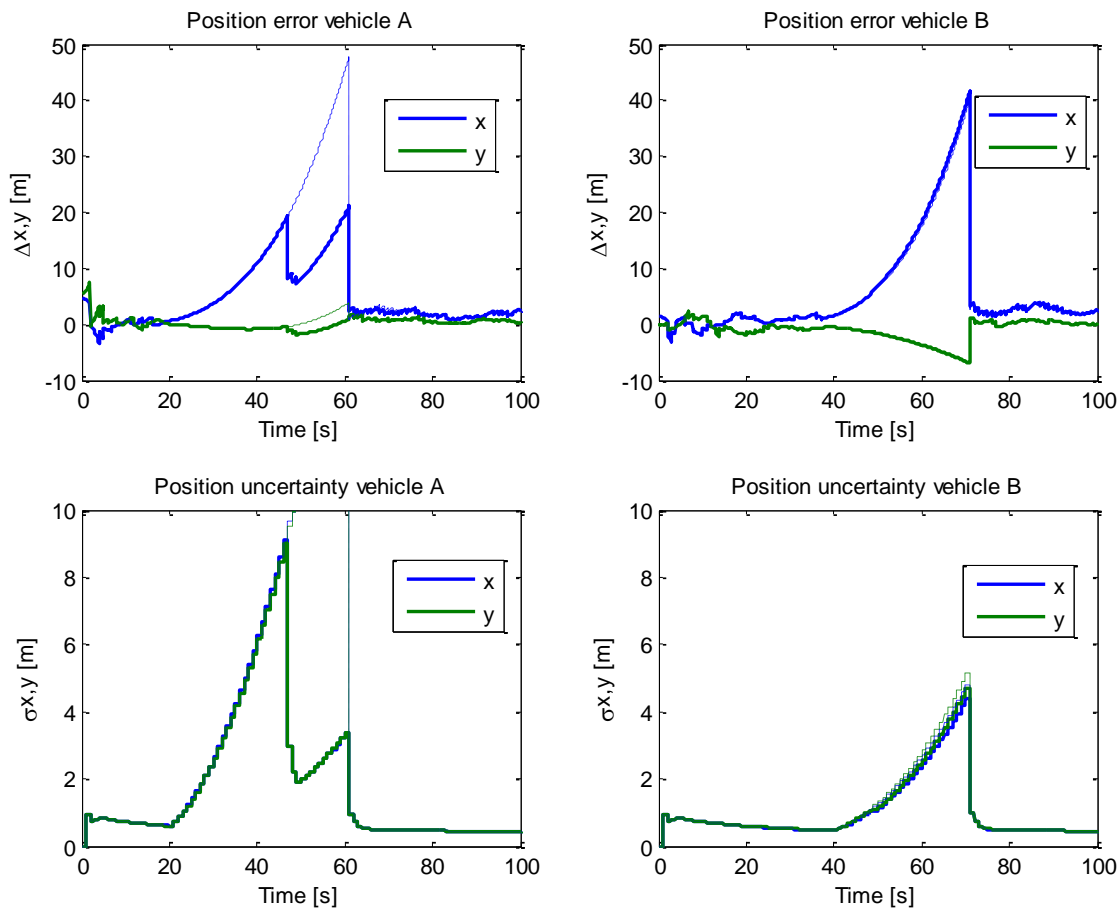 Position error vehicle A
50
40
30
20
10
0
-10
Δx,y [m]
x
y
0 20 40 60 80 100
Time [s]
Position error vehicle B
50
40
30
20
10
0
-10
Δx,y [m]
x
y
0 20 40 60 80 100
Time [s]
Position uncertainty vehicle A
10
8
6
4
2
0
σx,y [m]
x
y
0 20 40 60 80 100
Time [s]
Position uncertainty vehicle B
10
8
6
4
2
0
σx,y [m]
x
y
0 20 40 60 80 100
Time [s]